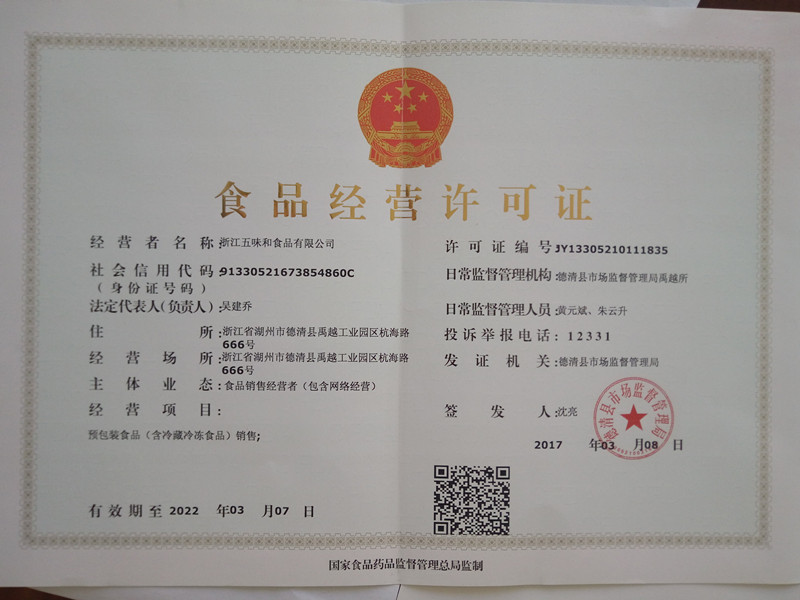 食品经营许可证
经营者名称:浙江五味和食品有限公司
社会信用代码:91330521673854860C
(身份证号码)
法定代表人(负责人):吴建乔
住所:浙江省湖州市德清县禹越工业园区杭海路
666号
经营场所:浙江省湖州市德清县禹越工业园区杭海路
666号
主体业态:食品销售经营者(包含网络经营)
经营项目:
预包装食品(含冷藏冷冻食品)销售;
有效期至2022年03月07日
许可证编号:JY13305210111835
日常监督管理机构:德清县市场监督管理局禹越所
日常监督管理人员:黄元斌、朱云升
投诉举报电话:12331
发证机关:德清县市场监督管理局
签发人:沈亮
德清县市场监督管理局
2017年03月08日
国家食品药品监督管理总局监制